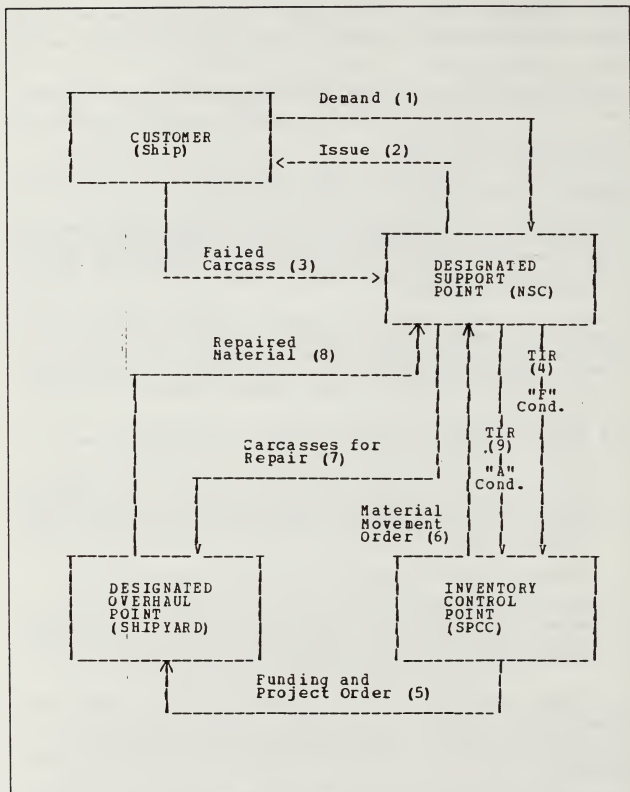 Demand (1)
CUSTOMER
(Ship)
Issue (2)
Failed
Carcass (3)
DESIGNATED
SUPPORT
POINT (NSC)
Repaired
Material (8)
TIR
(4)
"F"
Cond.
Carcasses for
Repair (7)
TIR
(9)
"A"
Cond.
Material
Movement
Order (6)
DESIGNATED
OVERHAUL
POINT
(SHIPYARD)
INVENTORY
CONTROL
POINT
(SPCC)
Funding and
Project Order (5)